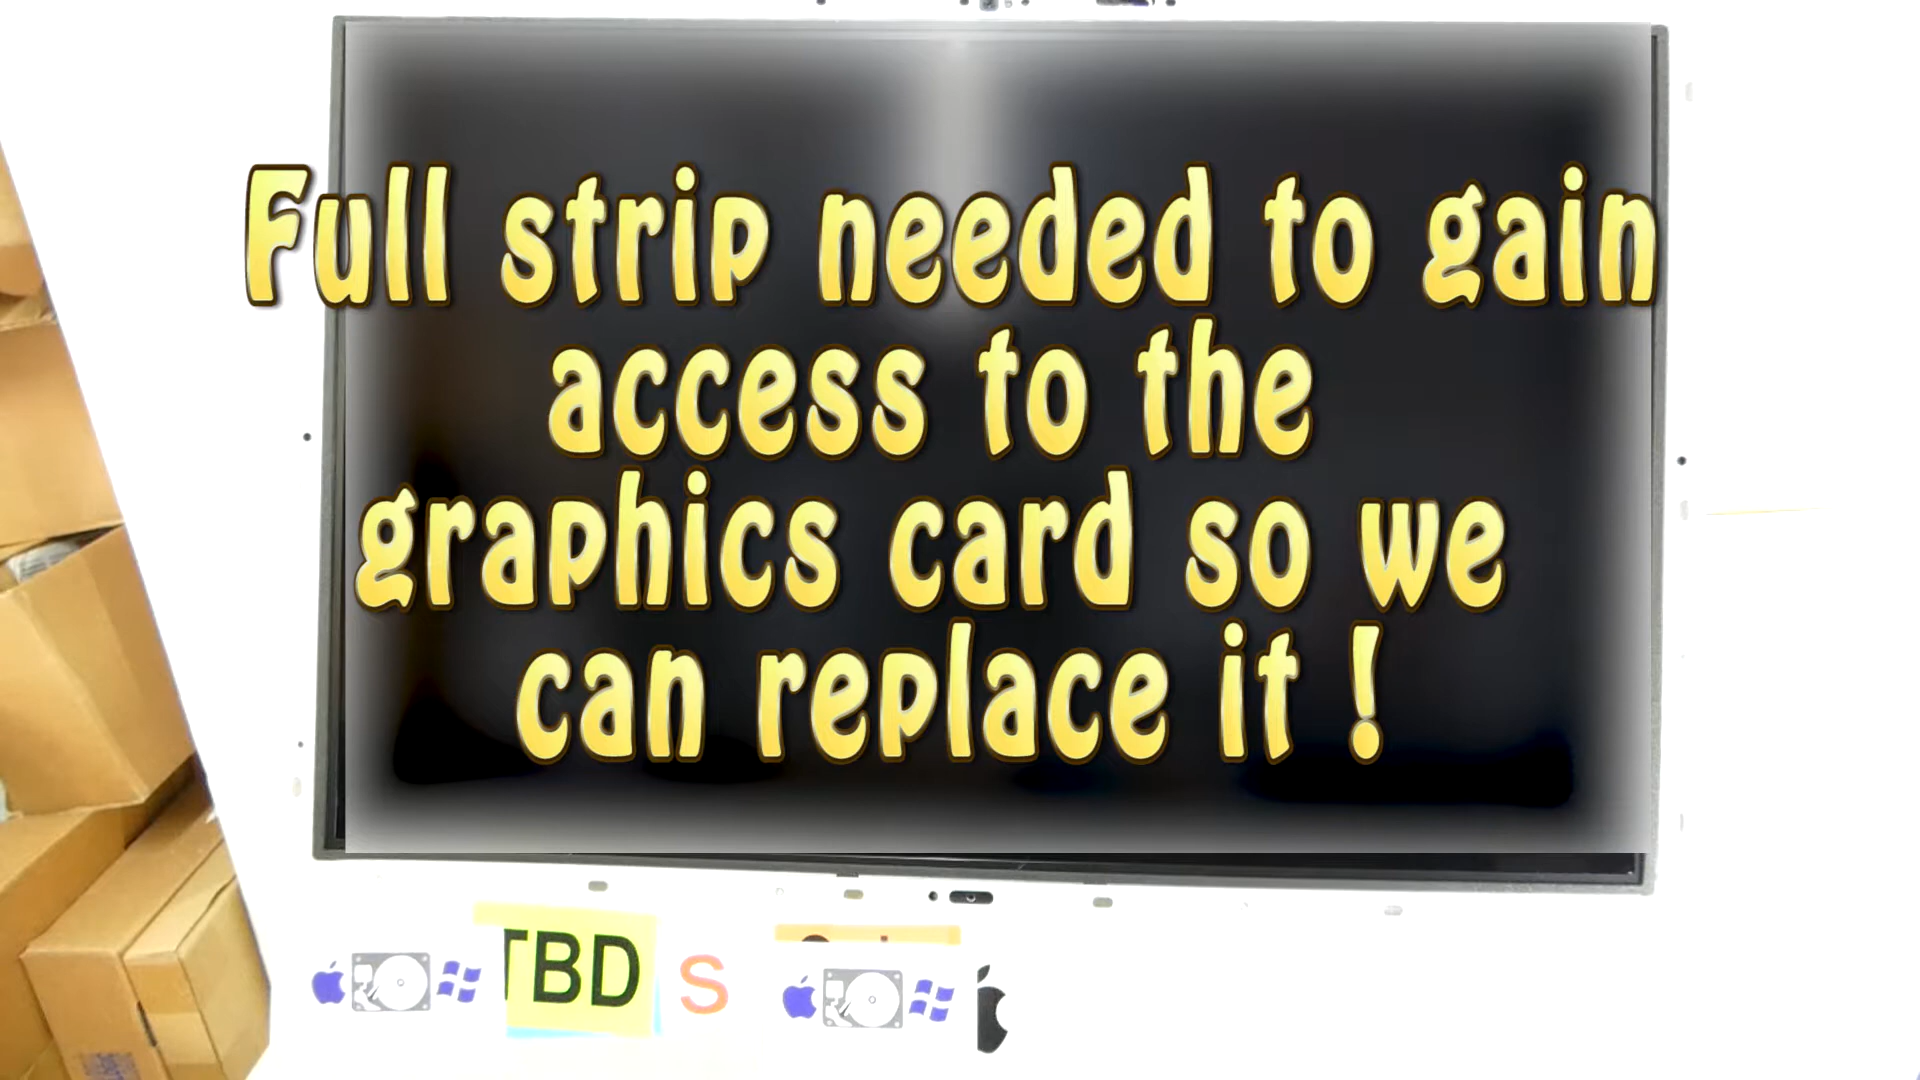 Full strip needed to gain
access to the
graphics card so we
can replace it !
TBD
S